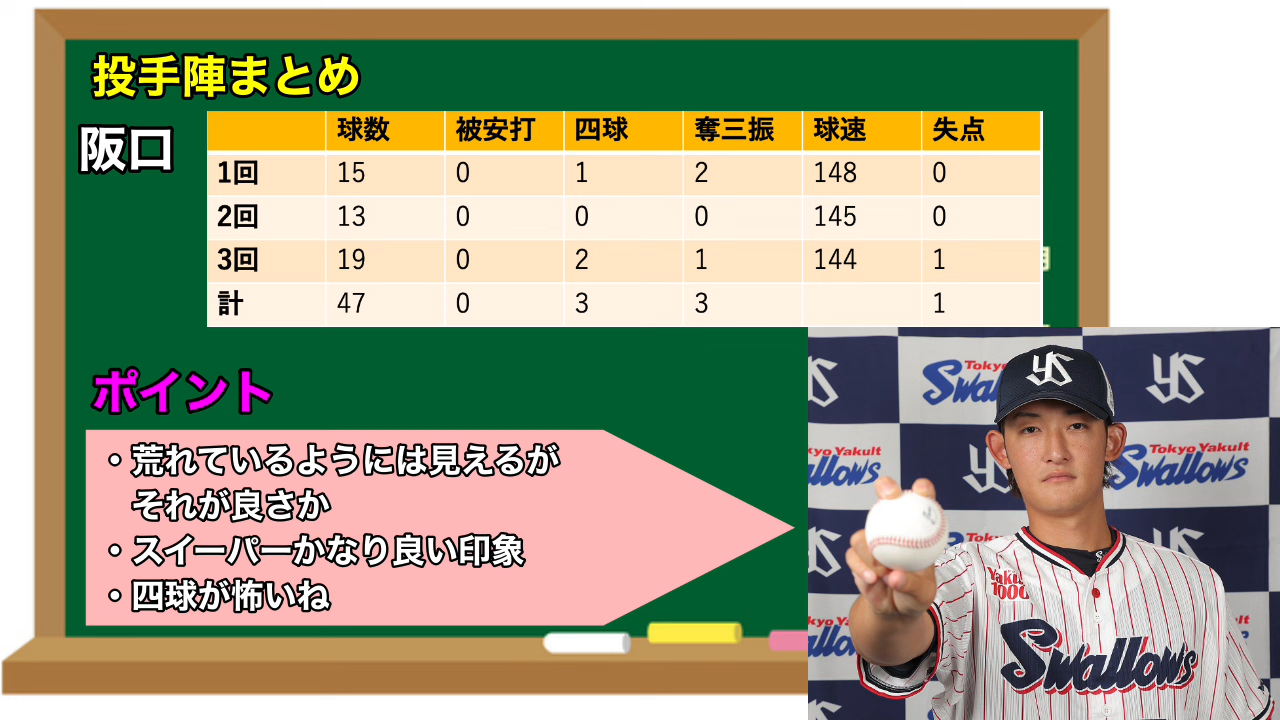 投手陣まとめ
阪口
球数 被安打 四球 奪三振 球速 失点
1回 15 0 1 2 148 0
2回 13 0 0 0 145 0
3回 19 0 2 1 144 1
計 47 0 3 3 1
ポイント
・荒れているようには見えるが
それが良さか
・スイーパーかなり良い印象
・四球が怖いね
Tokyo Yakult
Swallows
Yakult
1000
Swallows